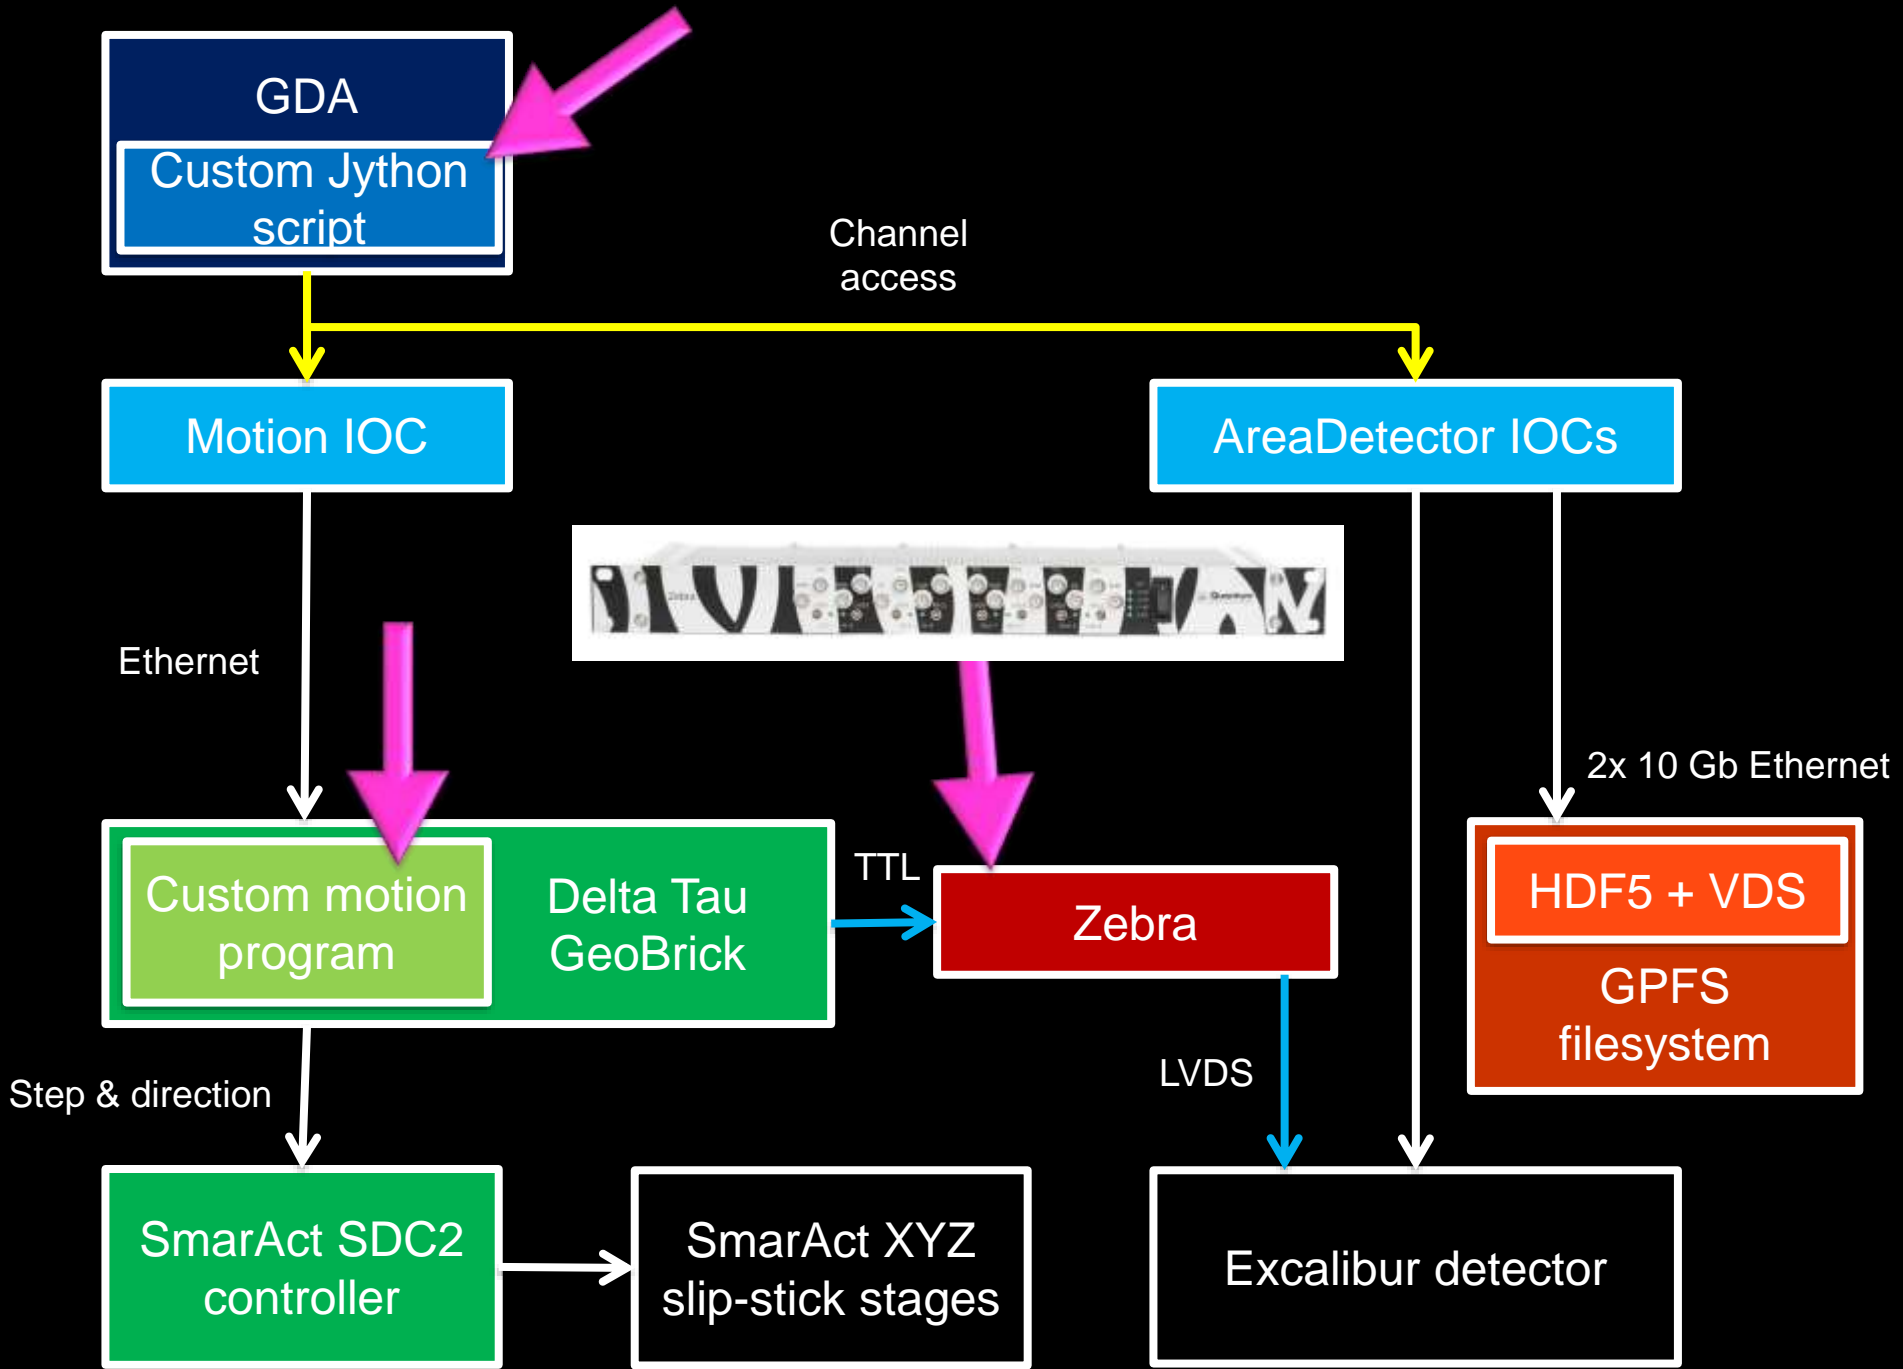 GDA
Custom Jython
script
Channel
access
Motion IOC
AreaDetector IOCs
Zebra
Quantum
Ethernet
2x 10 Gb Ethernet
Custom motion
program
Delta Tau
GeoBrick
TTL
Zebra
HDF5 + VDS
GPFS
filesystem
Step & direction
LVDS
SmarAct SDC2
controller
SmarAct XYZ
slip-stick stages
Excalibur detector